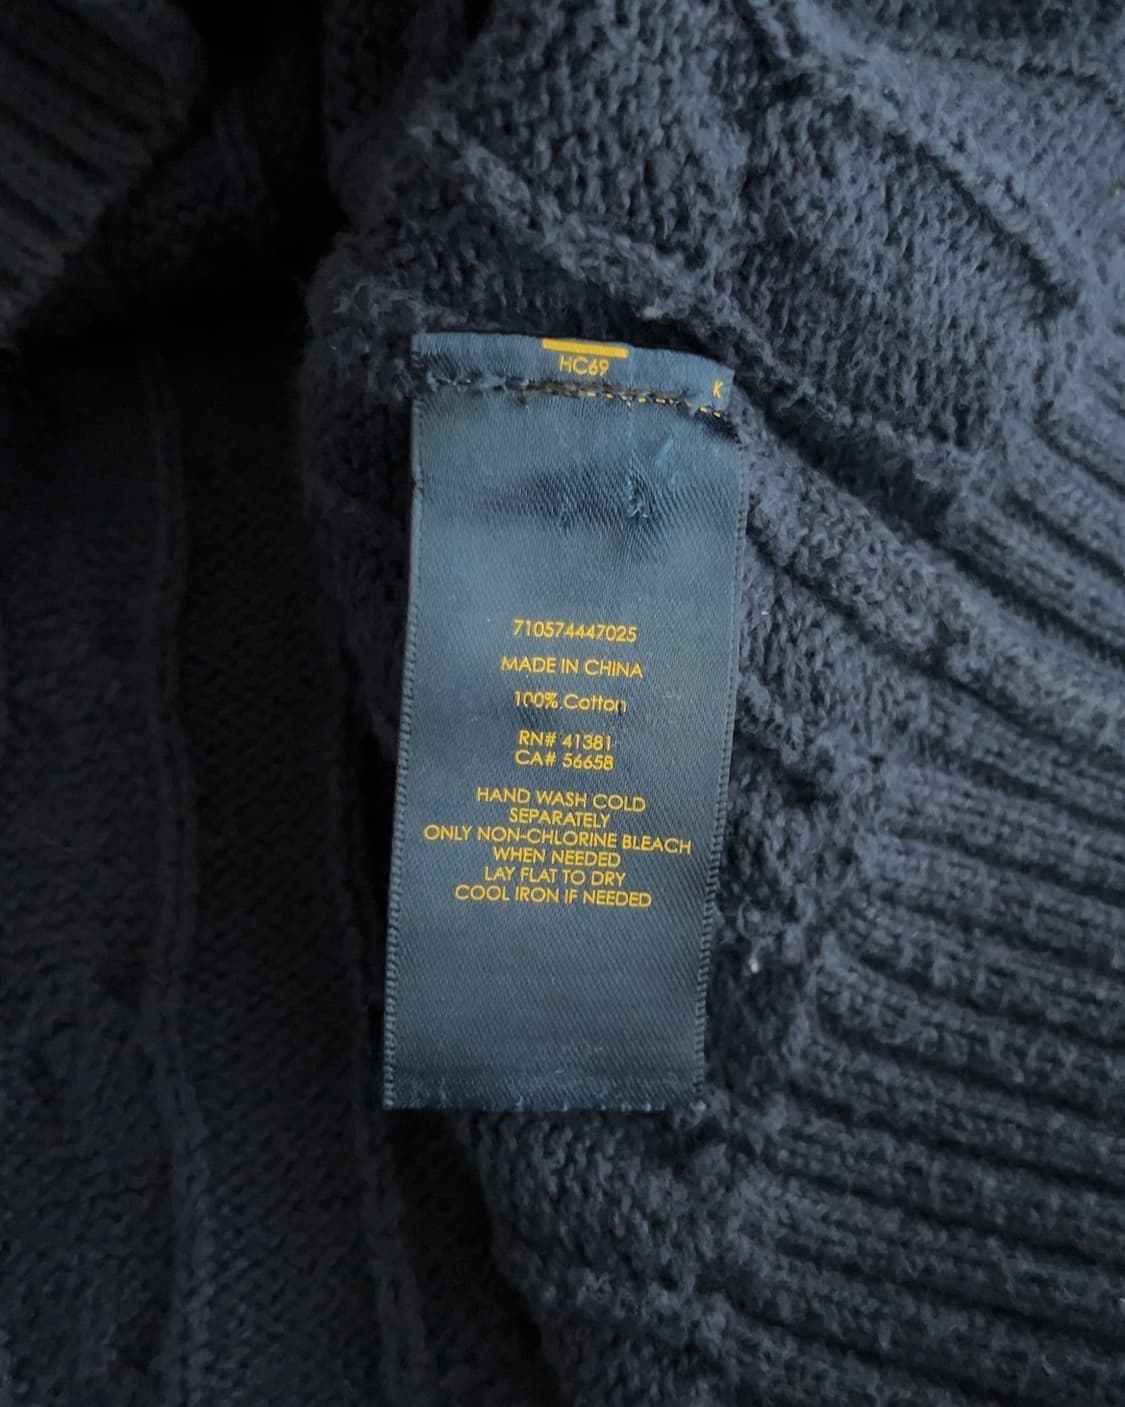 HC69
K
710574447025
MADE IN CHINA
100% Cotton
RN# 41381
CA# 56658
HAND WASH COLD
SEPARATELY
ONLY NON-CHLORINE BLEACH
WHEN NEEDED
LAY FLAT TO DRY
COOL IRON IF NEEDED